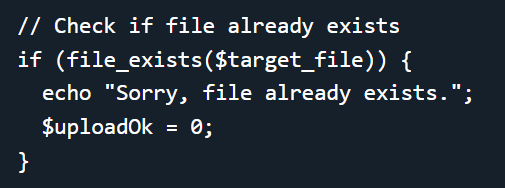 // Check if file already exists
if (file_exists($target_file)) {
  echo "Sorry, file already exists.";
  $uploadOk = 0;
}